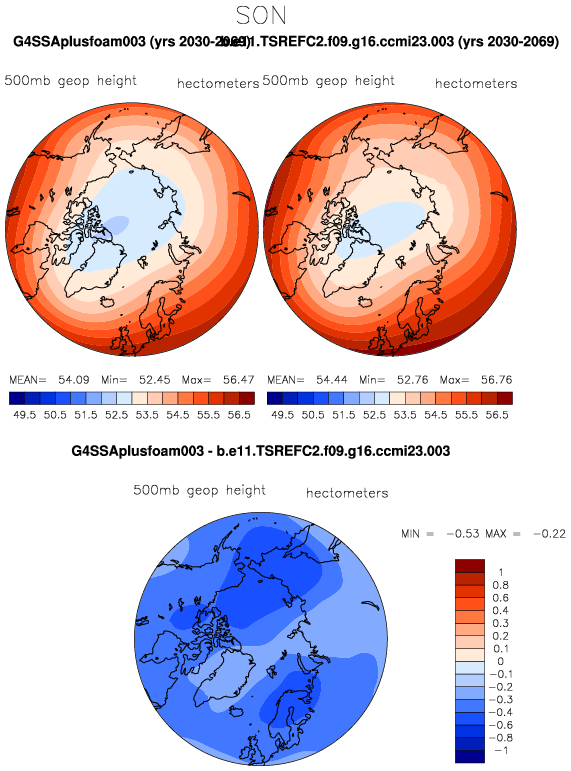 SON
G4SSAplusfoam003 (yrs 2030-2069) b.e11.TSREFC2.f09.g16.ccmi23.003 (yrs 2030-2069)
500mb geop height hectometers 500mb geop height hectometers
MEAN= 54.09 Min= 52.45 Max= 56.47 MEAN= 54.44 Min= 52.76 Max= 56.76
49.5 50.5 51.5 52.5 53.5 54.5 55.5 56.5 49.5 50.5 51.5 52.5 53.5 54.5 55.5 56.5
G4SSAplusfoam003 - b.e11.TSREFC2.f09.g16.ccmi23.003
500mb geop height hectometers
MIN = -0.53 MAX = -0.22
1
0.8
0.6
0.4
0.3
0.2
0.1
0
-0.1
-0.2
-0.3
-0.4
-0.6
-0.8
-1